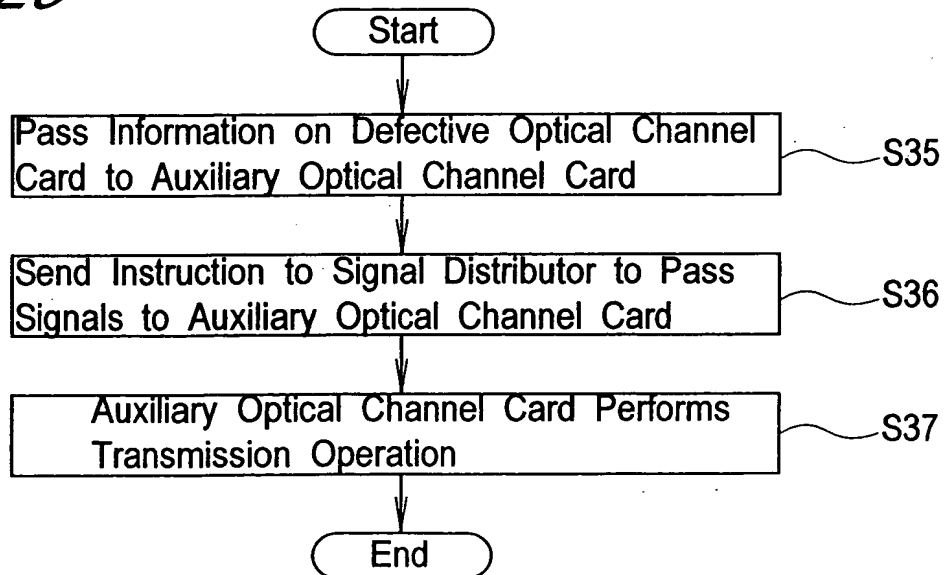 Start
Pass Information on Defective Optical Channel
Card to Auxiliary Optical Channel Card
S35
Send Instruction to Signal Distributor to Pass
Signals to Auxiliary Optical Channel Card
S36
Auxiliary Optical Channel Card Performs
Transmission Operation
S37
End